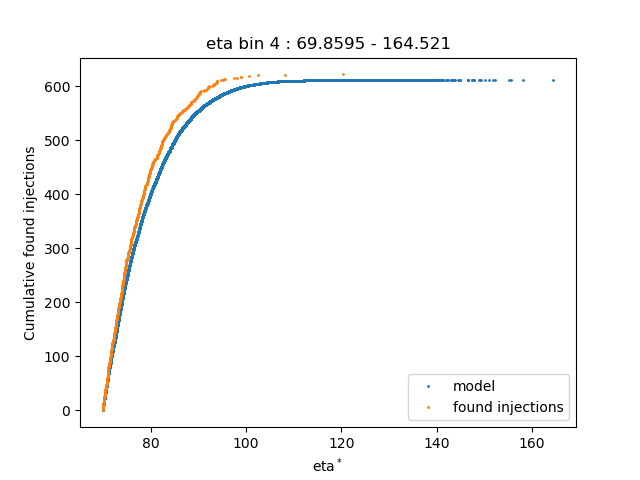 eta bin 4 : 69.8595 - 164.521
Cumulative found injections
600
500
400
300
200
100
0
80
100
120
140
160
eta*
model
found injections